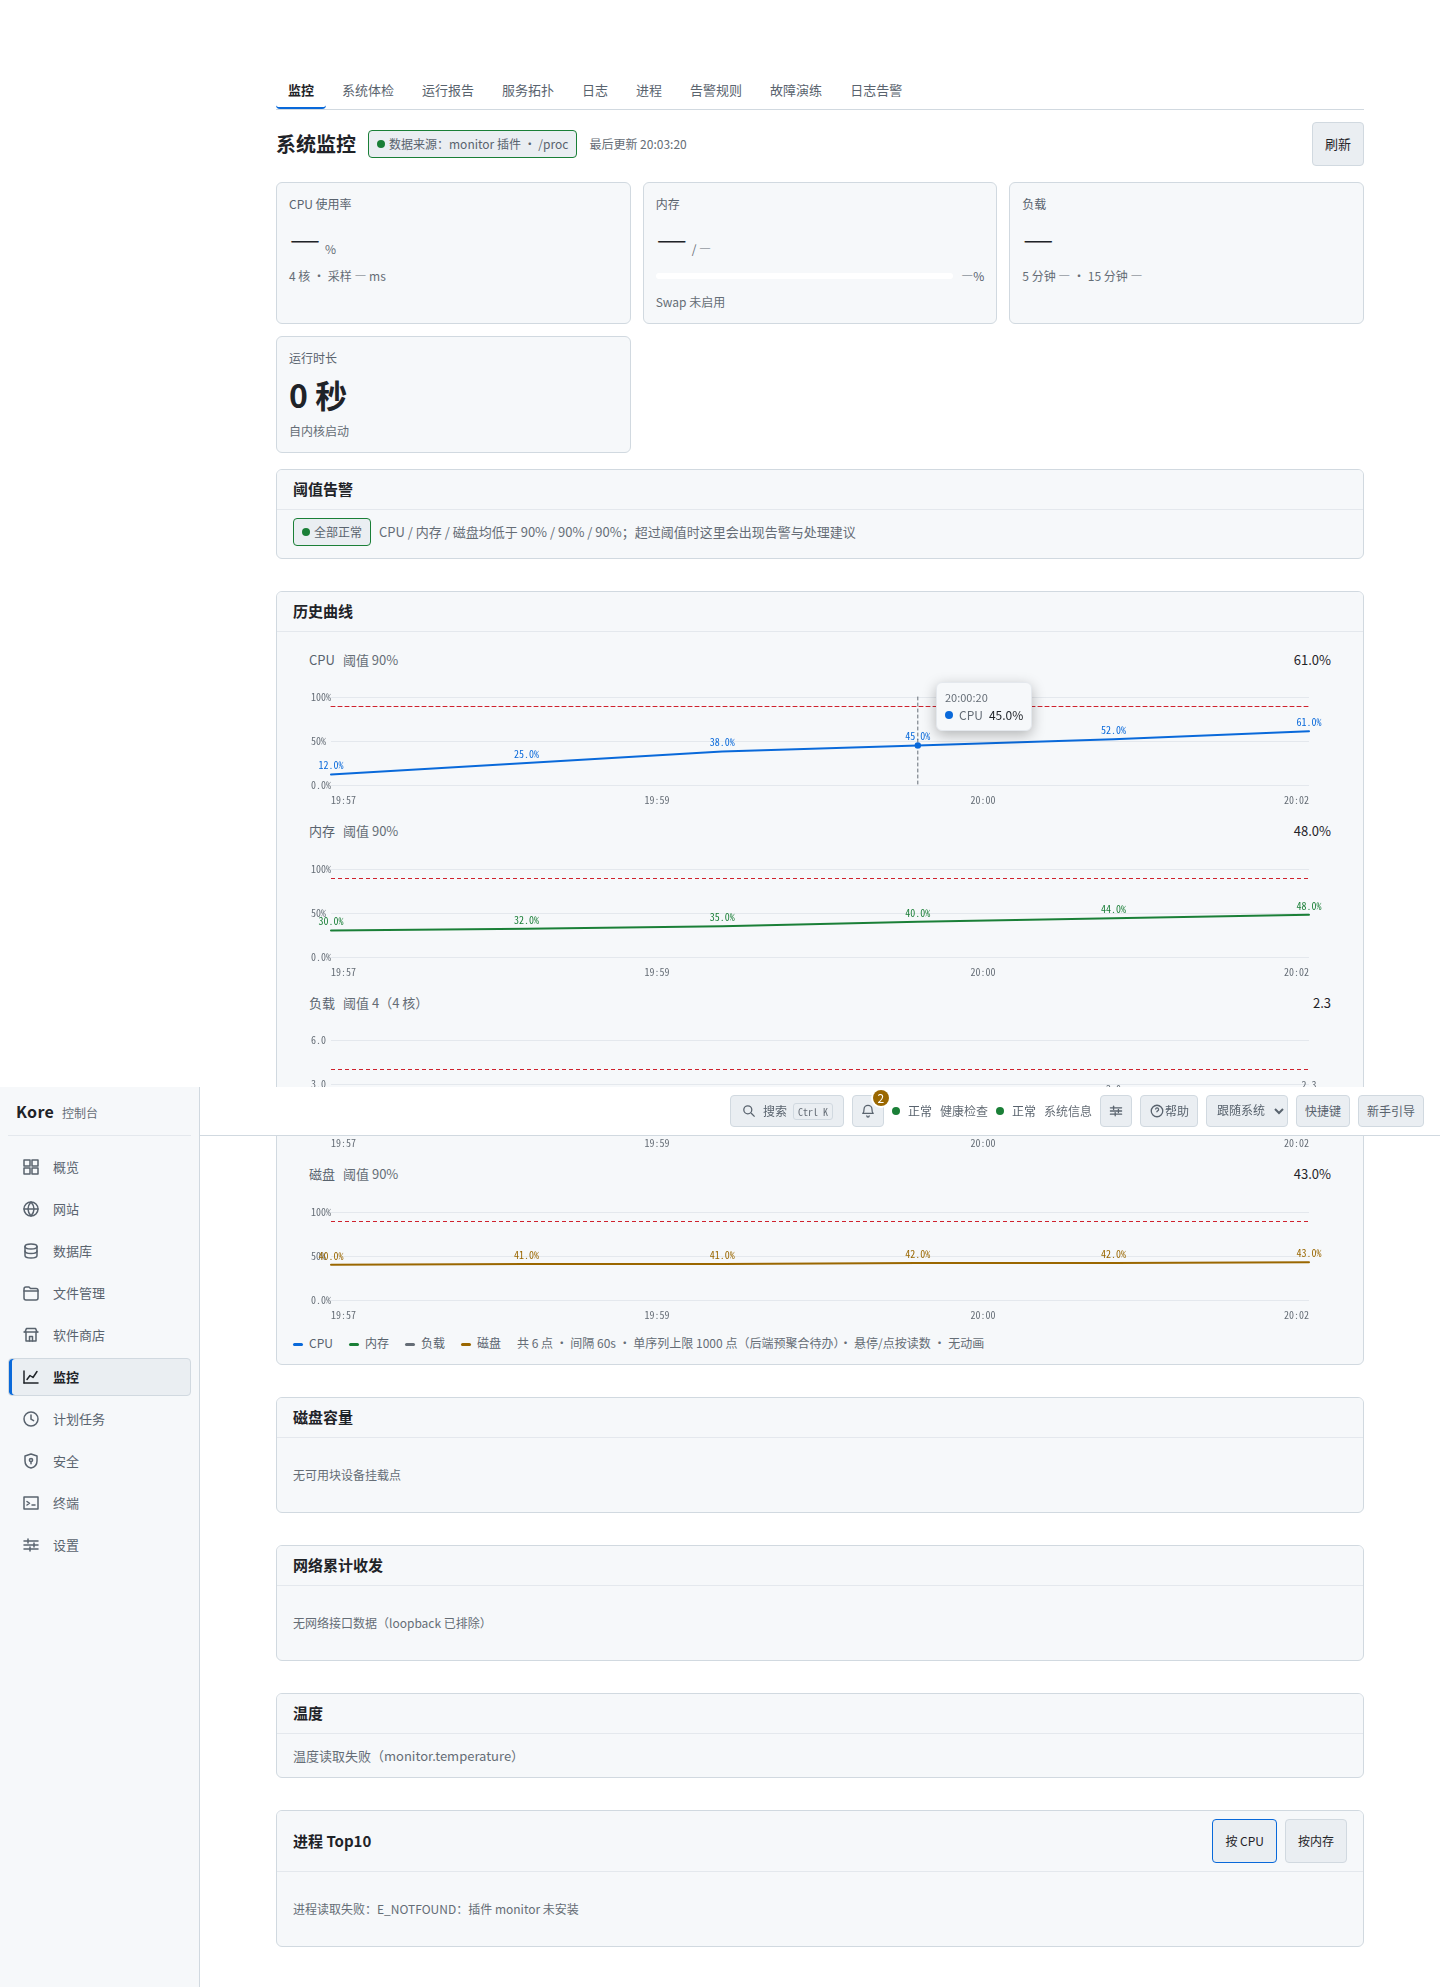 监控 系统体检 运行报告 服务拓扑 日志 进程 告警规则 故障演练 日志告警
系统监控 数据来源：monitor 插件 · /proc 最后更新 20:03:20 刷新
CPU 使用率
— %
4 核 · 采样 — ms
内存
— / —
—%
Swap 未启用
负载
—
5 分钟 — · 15 分钟 —
运行时长
0 秒
自内核启动
阈值告警
全部正常 CPU / 内存 / 磁盘均低于 90% / 90% / 90%；超过阈值时这里会出现告警与处理建议
历史曲线
CPU 阈值 90% 61.0%
20:00:20
CPU 45.0%
100%
50%
0.0%
12.0% 25.0% 38.0% 45.0% 52.0% 61.0%
19:57 19:59 20:00 20:02
内存 阈值 90% 48.0%
100%
50%
0.0%
30.0% 32.0% 35.0% 40.0% 44.0% 48.0%
19:57 19:59 20:00 20:02
负载 阈值 4（4 核） 2.3
6.0
3.0
2.3
Kore 控制台
搜索 Ctrl K 2 正常 健康检查 正常 系统信息 帮助 跟随系统 快捷键 新手引导
19:57 19:59 20:00 20:02
概览
网站
数据库
文件管理
软件商店
监控
计划任务
安全
终端
设置
磁盘 阈值 90% 43.0%
100%
50%
0.0%
40.0% 41.0% 41.0% 42.0% 42.0% 43.0%
19:57 19:59 20:00 20:02
CPU 内存 负载 磁盘 共 6 点 · 间隔 60s · 单序列上限 1000 点（后端预聚合待办）· 悬停/点按读数 · 无动画
磁盘容量
无可用块设备挂载点
网络累计收发
无网络接口数据（loopback 已排除）
温度
温度读取失败（monitor.temperature）
进程 Top10 按 CPU 按内存
进程读取失败：E_NOTFOUND：插件 monitor 未安装